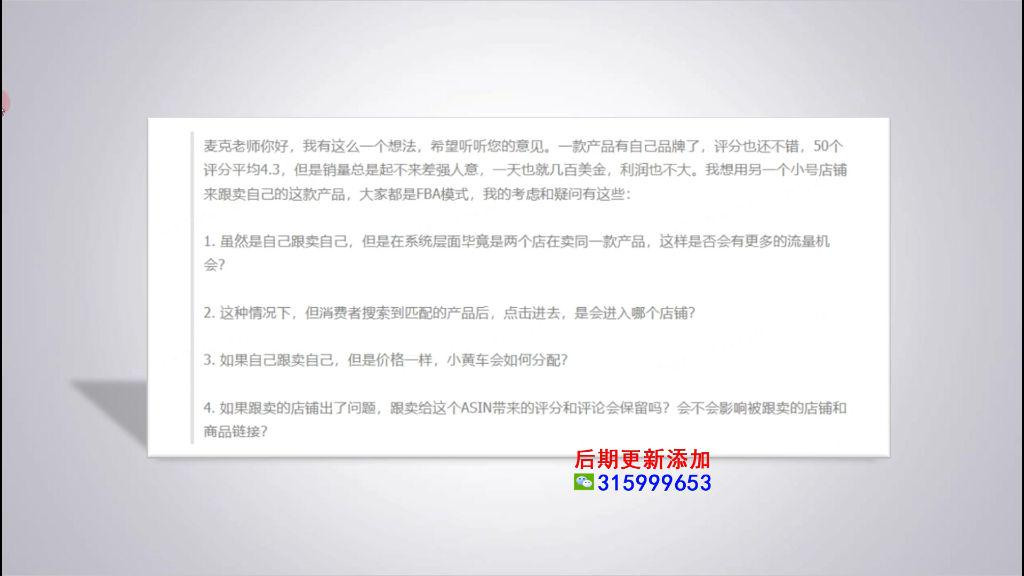 麦克老师你好，我有这么一个想法，希望听听您的意见。一款产品有自己品牌了，评分也还不错，50个
评分平均4.3，但是销量总是起不来差强人意，一天也就几百美金，利润也不大。我想用另一个小号店铺
来跟卖自己的这款产品，大家都是FBA模式，我的考虑和疑问有这些：
1. 虽然是自己跟卖自己，但是在系统层面毕竟是两个店在卖同一款产品，这样是否会有更多的流量机
会？
2. 这种情况下，但消费者搜索到匹配的产品后，点击进去，是会进入哪个店铺？
3. 如果自己跟卖自己，但是价格一样，小黄车会如何分配？
4. 如果跟卖的店铺出了问题，跟卖给这个ASIN带来的评分和评论会保留吗？会不会影响被跟卖的店铺和
商品链接？
后期更新添加
315999653